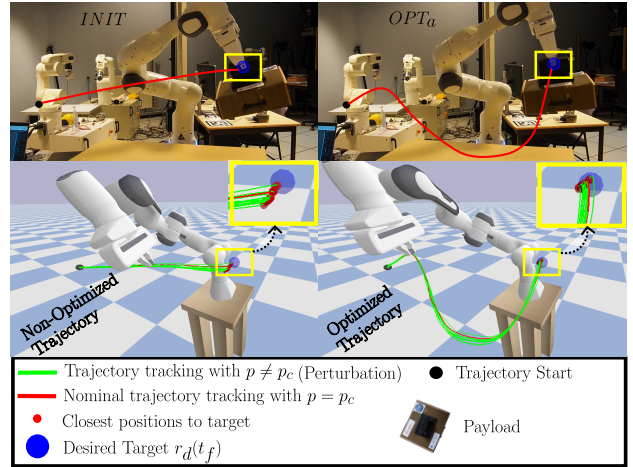 INIT
OPT_a
Non-Optimized
Trajectory
Optimized
Trajectory
Trajectory tracking with p ≠ p_c (Perturbation)
Nominal trajectory tracking with p = p_c
Closest positions to target
Desired Target r_d(t_f)
Trajectory Start
Payload